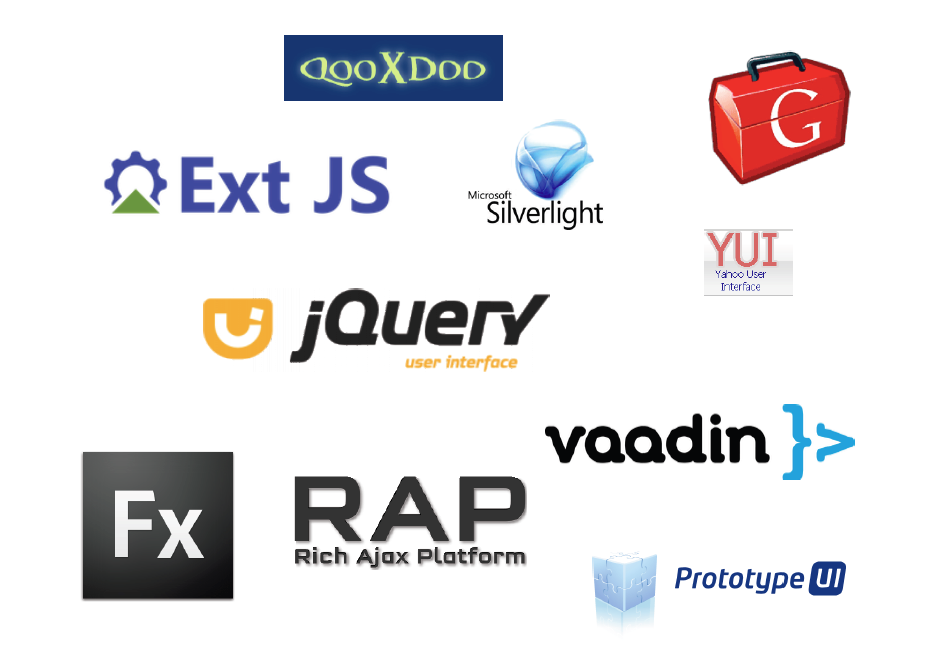 QooXDoo
G
Ext JS
Microsoft
Silverlight
YUI
Yahoo User
Interface
jQuery
user interface
vaadin }>
Fx
RAP
Rich Ajax Platform
Prototype UI